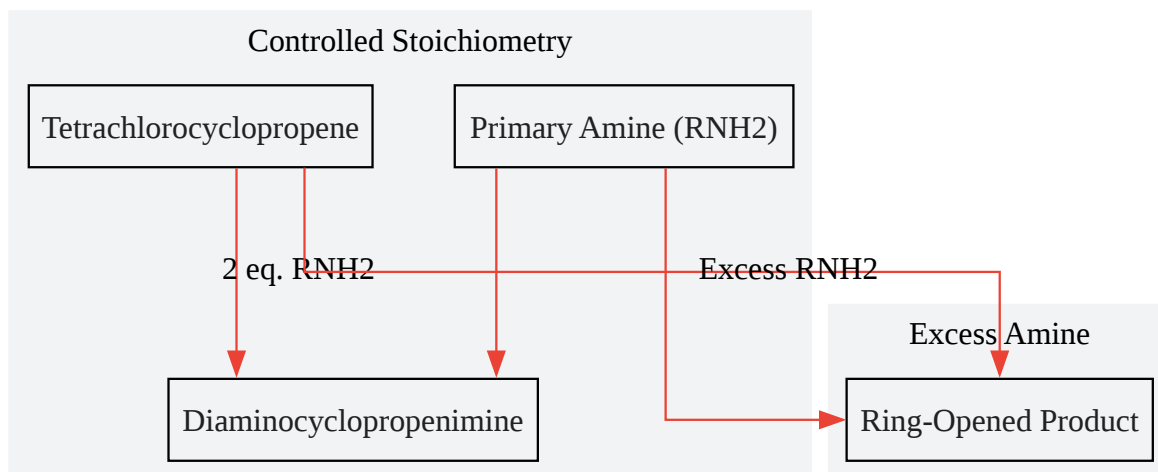 Controlled Stoichiometry
Tetrachlorocyclopropene
Primary Amine (RNH2)
2 eq. RNH2
Excess RNH2
Excess Amine
Diaminocyclopropenimine
Ring-Opened Product